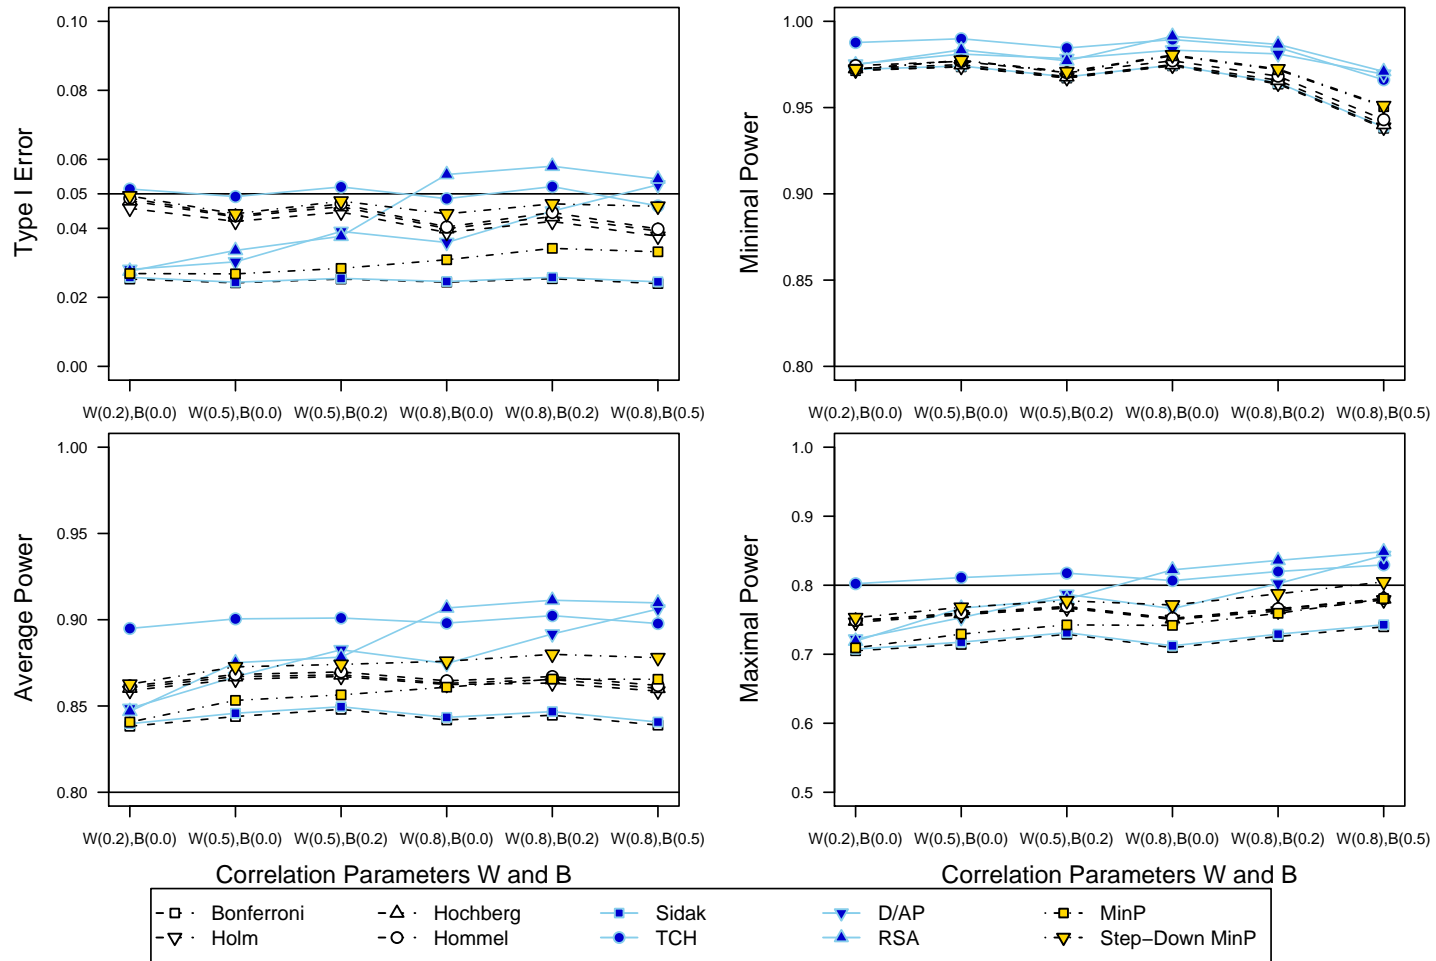 Type I Error
0.10
0.08
0.06
0.05
0.04
0.02
0.00
W(0.2),B(0.0) W(0.5),B(0.0) W(0.5),B(0.2) W(0.8),B(0.0) W(0.8),B(0.2) W(0.8),B(0.5)
Minimal Power
1.00
0.95
0.90
0.85
0.80
W(0.2),B(0.0) W(0.5),B(0.0) W(0.5),B(0.2) W(0.8),B(0.0) W(0.8),B(0.2) W(0.8),B(0.5)
Average Power
1.00
0.95
0.90
0.85
0.80
W(0.2),B(0.0) W(0.5),B(0.0) W(0.5),B(0.2) W(0.8),B(0.0) W(0.8),B(0.2) W(0.8),B(0.5)
Correlation Parameters W and B
Maximal Power
1.0
0.9
0.8
0.7
0.6
0.5
W(0.2),B(0.0) W(0.5),B(0.0) W(0.5),B(0.2) W(0.8),B(0.0) W(0.8),B(0.2) W(0.8),B(0.5)
Correlation Parameters W and B
Bonferroni Hochberg Sidak D/AP MinP
Holm Hommel TCH RSA Step−Down MinP